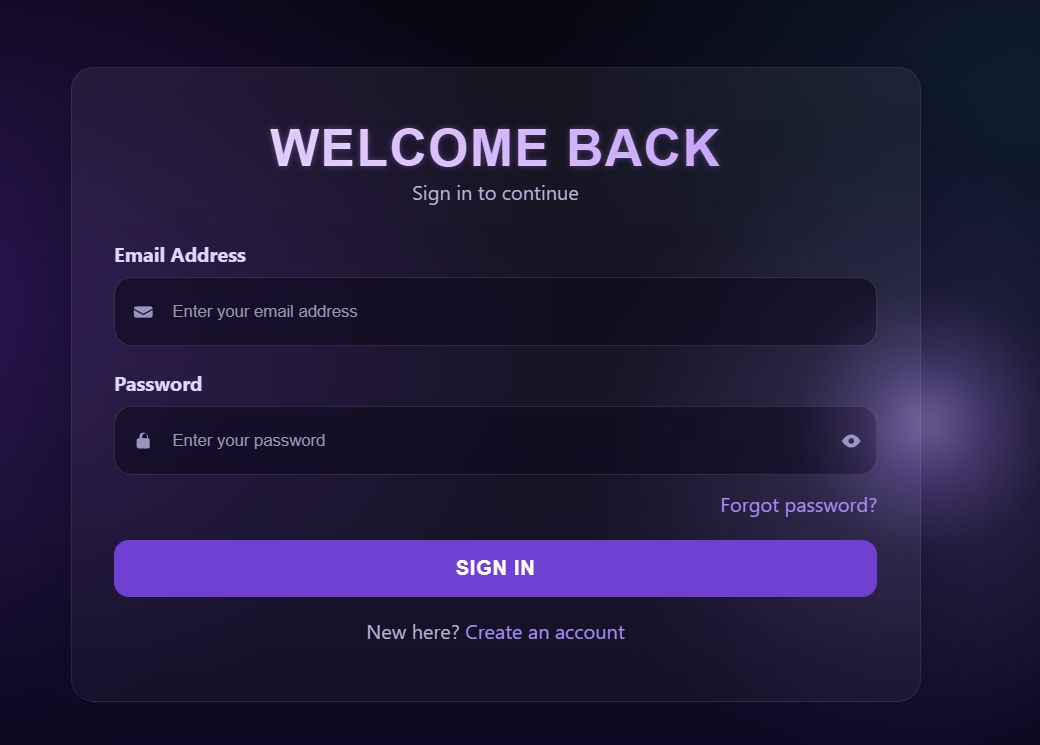 WELCOME BACK
Sign in to continue
Email Address
Enter your email address
Password
Enter your password
Forgot password?
SIGN IN
New here? Create an account